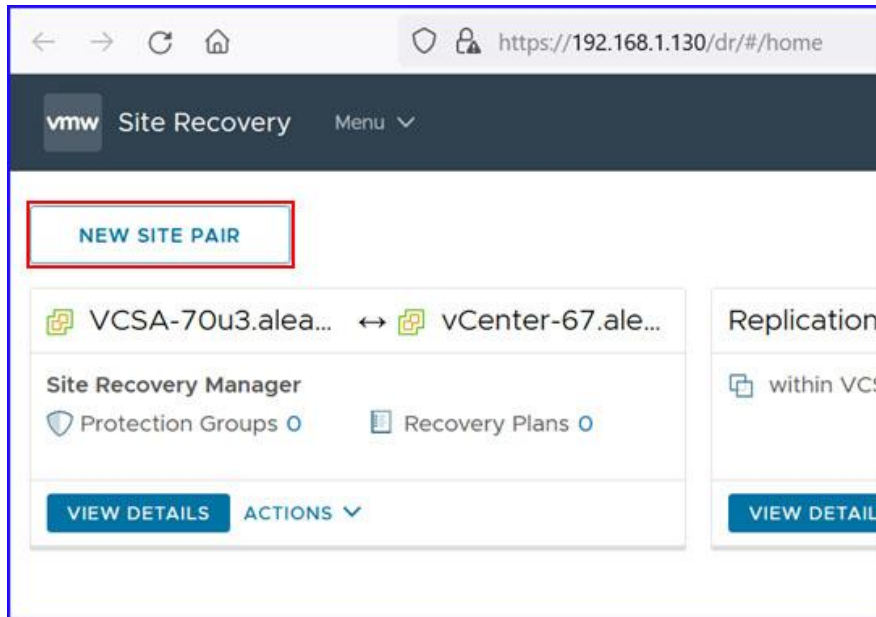 https://192.168.1.130/dr/#/home
vmw Site Recovery Menu
NEW SITE PAIR
VCSA-70u3.alea... ↔ vCenter-67.ale...
Site Recovery Manager
Protection Groups 0 Recovery Plans 0
VIEW DETAILS ACTIONS
Replication
within VCS
VIEW DETAIL